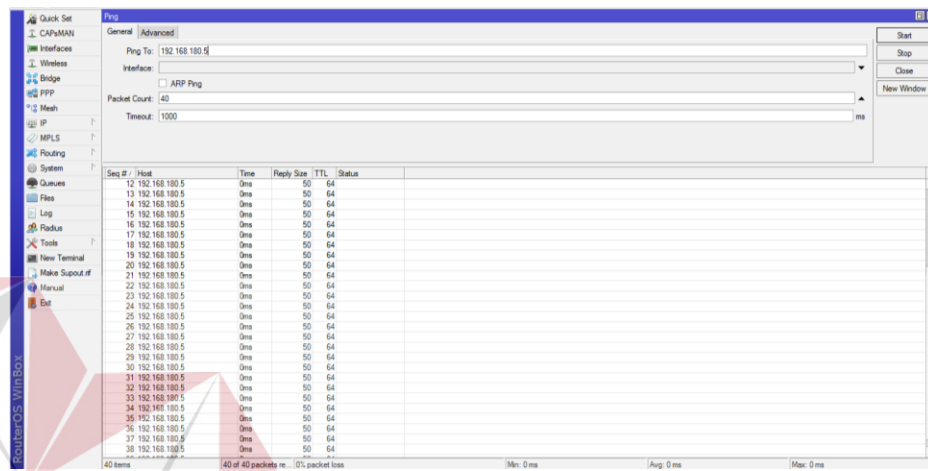 Quick Set
CAPsMAN
Interfaces
Wireless
Bridge
PPP
Mesh
IP
MPLS
Routing
System
Queues
Files
Log
Radius
Tools
New Terminal
Make Supout.rif
Manual
Exit
RouterOS WinBox
Ping
General Advanced
Ping To: 192.168.180.5
Interface:
ARP Ping
Packet Count: 40
Timeout: 1000 ms
Start
Stop
Close
New Window
Seq # Host Time Reply Size TTL Status
12 192.168.180.5 0ms 50 64
13 192.168.180.5 0ms 50 64
14 192.168.180.5 0ms 50 64
15 192.168.180.5 0ms 50 64
16 192.168.180.5 0ms 50 64
17 192.168.180.5 0ms 50 64
18 192.168.180.5 0ms 50 64
19 192.168.180.5 0ms 50 64
20 192.168.180.5 0ms 50 64
21 192.168.180.5 0ms 50 64
22 192.168.180.5 0ms 50 64
23 192.168.180.5 0ms 50 64
24 192.168.180.5 0ms 50 64
25 192.168.180.5 0ms 50 64
26 192.168.180.5 0ms 50 64
27 192.168.180.5 0ms 50 64
28 192.168.180.5 0ms 50 64
29 192.168.180.5 0ms 50 64
30 192.168.180.5 0ms 50 64
31 192.168.180.5 0ms 50 64
32 192.168.180.5 0ms 50 64
33 192.168.180.5 0ms 50 64
34 192.168.180.5 0ms 50 64
35 192.168.180.5 0ms 50 64
36 192.168.180.5 0ms 50 64
37 192.168.180.5 0ms 50 64
38 192.168.180.5 0ms 50 64
40 items 40 of 40 packets re... 0% packet loss Min: 0 ms Avg: 0 ms Max: 0 ms